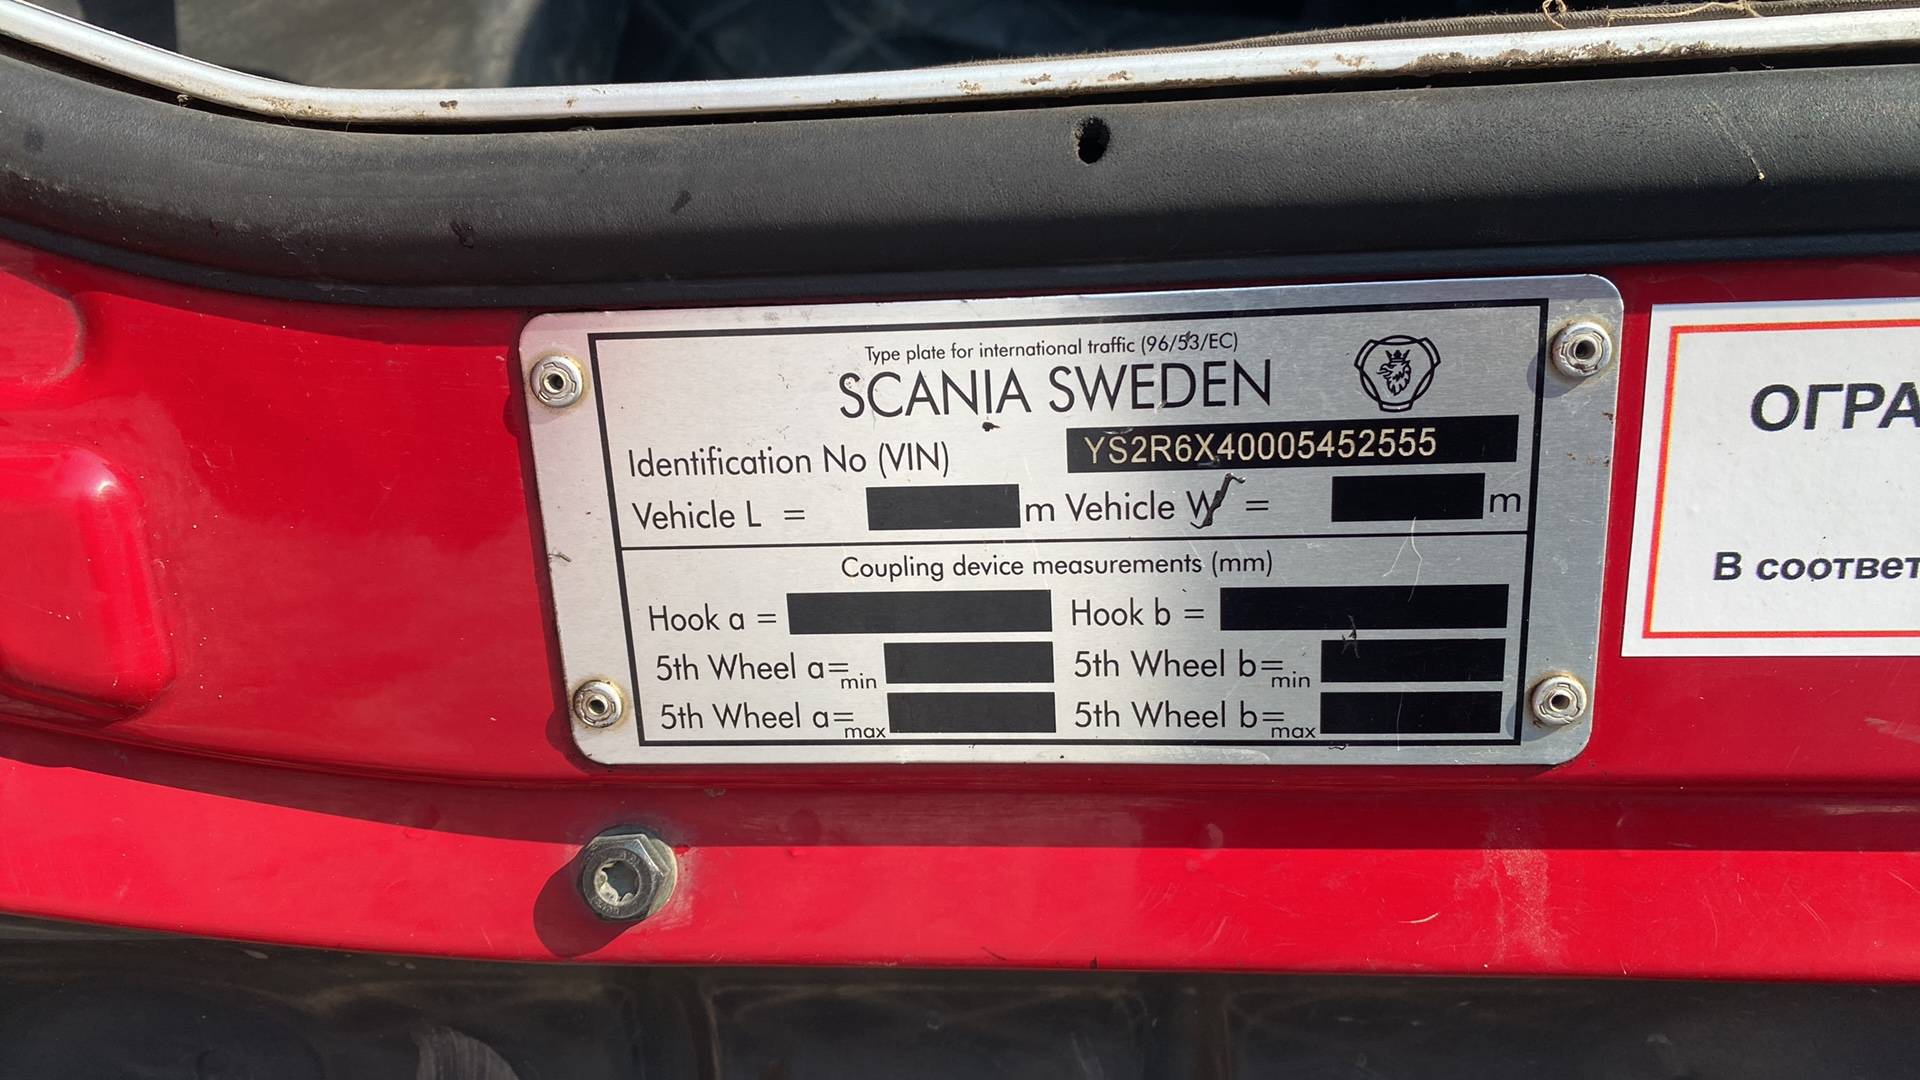 Type plate for international traffic (96/53/EC)
SCANIA SWEDEN
Identification No (VIN) YS2R6X40005452555
Vehicle L = m Vehicle W = m
Coupling device measurements (mm)
Hook a = Hook b =
5th Wheel a=min 5th Wheel b=min
5th Wheel a=max 5th Wheel b=max
ОГРА
В соответ